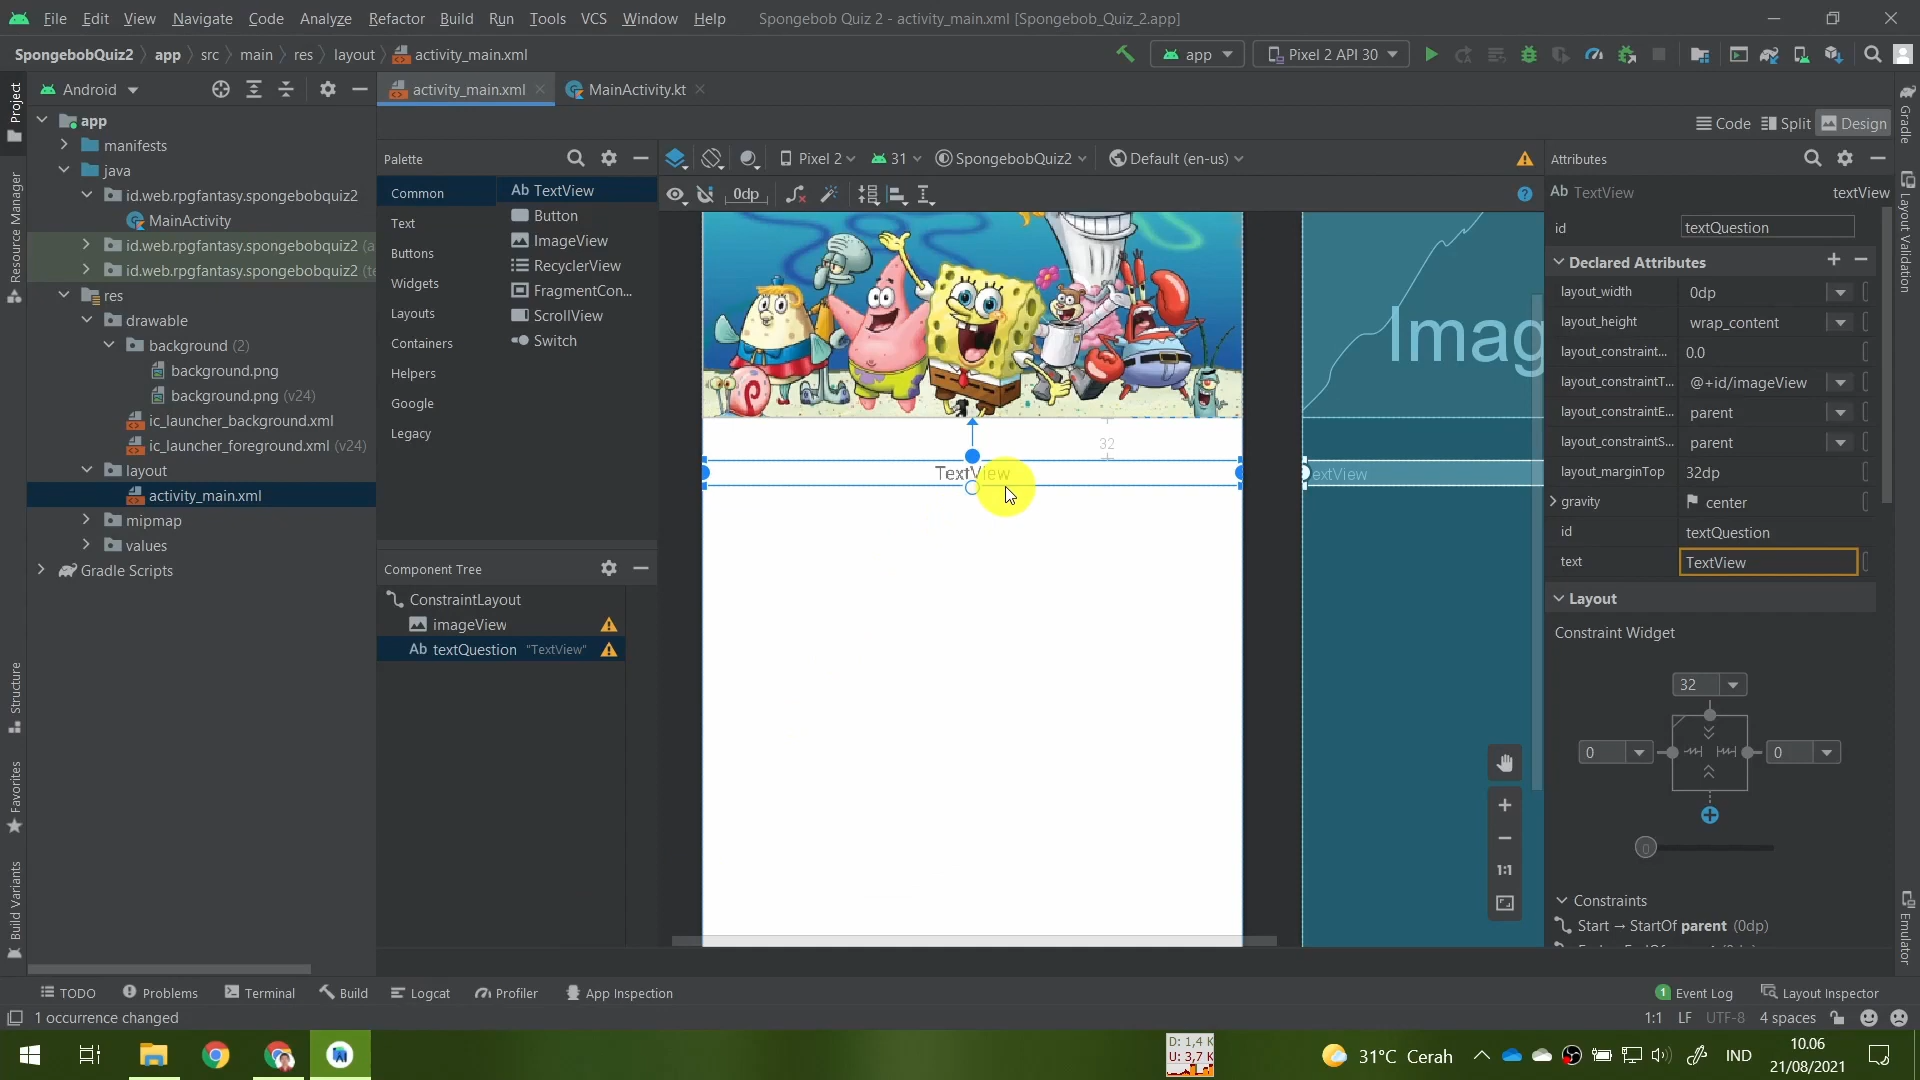 File Edit View Navigate Code Analyze Refactor Build Run Tools VCS Window Help Spongebob Quiz 2 - activity_main.xml [Spongebob_Quiz_2.app]
SpongebobQuiz2 app src main res layout activity_main.xml app Pixel 2 API 30
Android activity_main.xml MainActivity.kt
Code Split Design
Project
Resource Manager
Structure
Favorites
Build Variants
app
manifests
java
id.web.rpgfantasy.spongebobquiz2
MainActivity
id.web.rpgfantasy.spongebobquiz2 (a
id.web.rpgfantasy.spongebobquiz2 (te
res
drawable
background (2)
background.png
background.png (v24)
ic_launcher_background.xml
ic_launcher_foreground.xml (v24)
layout
activity_main.xml
mipmap
values
Gradle Scripts
Palette
Common
Text
Buttons
Widgets
Layouts
Containers
Helpers
Google
Legacy
Ab TextView
Button
ImageView
RecyclerView
FragmentCon...
ScrollView
Switch
Component Tree
ConstraintLayout
imageView
Ab textQuestion "TextView"
Pixel 2 31 SpongebobQuiz2 Default (en-us)
0dp
32
TextView
Imag
extView
1:1
Attributes
Ab TextView textView
id textQuestion
Declared Attributes
layout_width 0dp
layout_height wrap_content
layout_constraint... 0.0
layout_constraintT... @+id/imageView
layout_constraintE... parent
layout_constraintS... parent
layout_marginTop 32dp
gravity center
id textQuestion
text TextView
Layout
Constraint Widget
32
0 0
0
Constraints
Start → StartOf parent (0dp)
Gradle
Layout Validation
Emulator
TODO Problems Terminal Build Logcat Profiler App Inspection 1 Event Log Layout Inspector
1 occurrence changed 1:1 LF UTF-8 4 spaces
D: 1,4 K
U: 3,7 K
31°C Cerah IND 10.06
21/08/2021